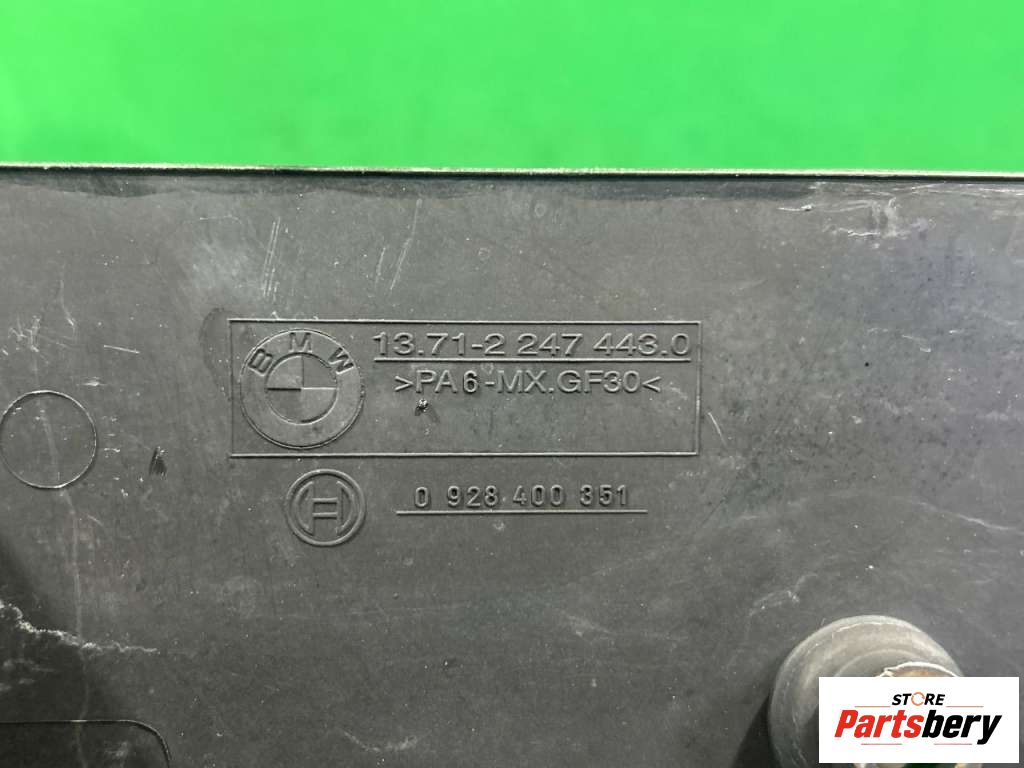 BMW
13.71-2 247 443.0
>PA6-MX.GF30<
0 928 400 351
STORE
Partsbery